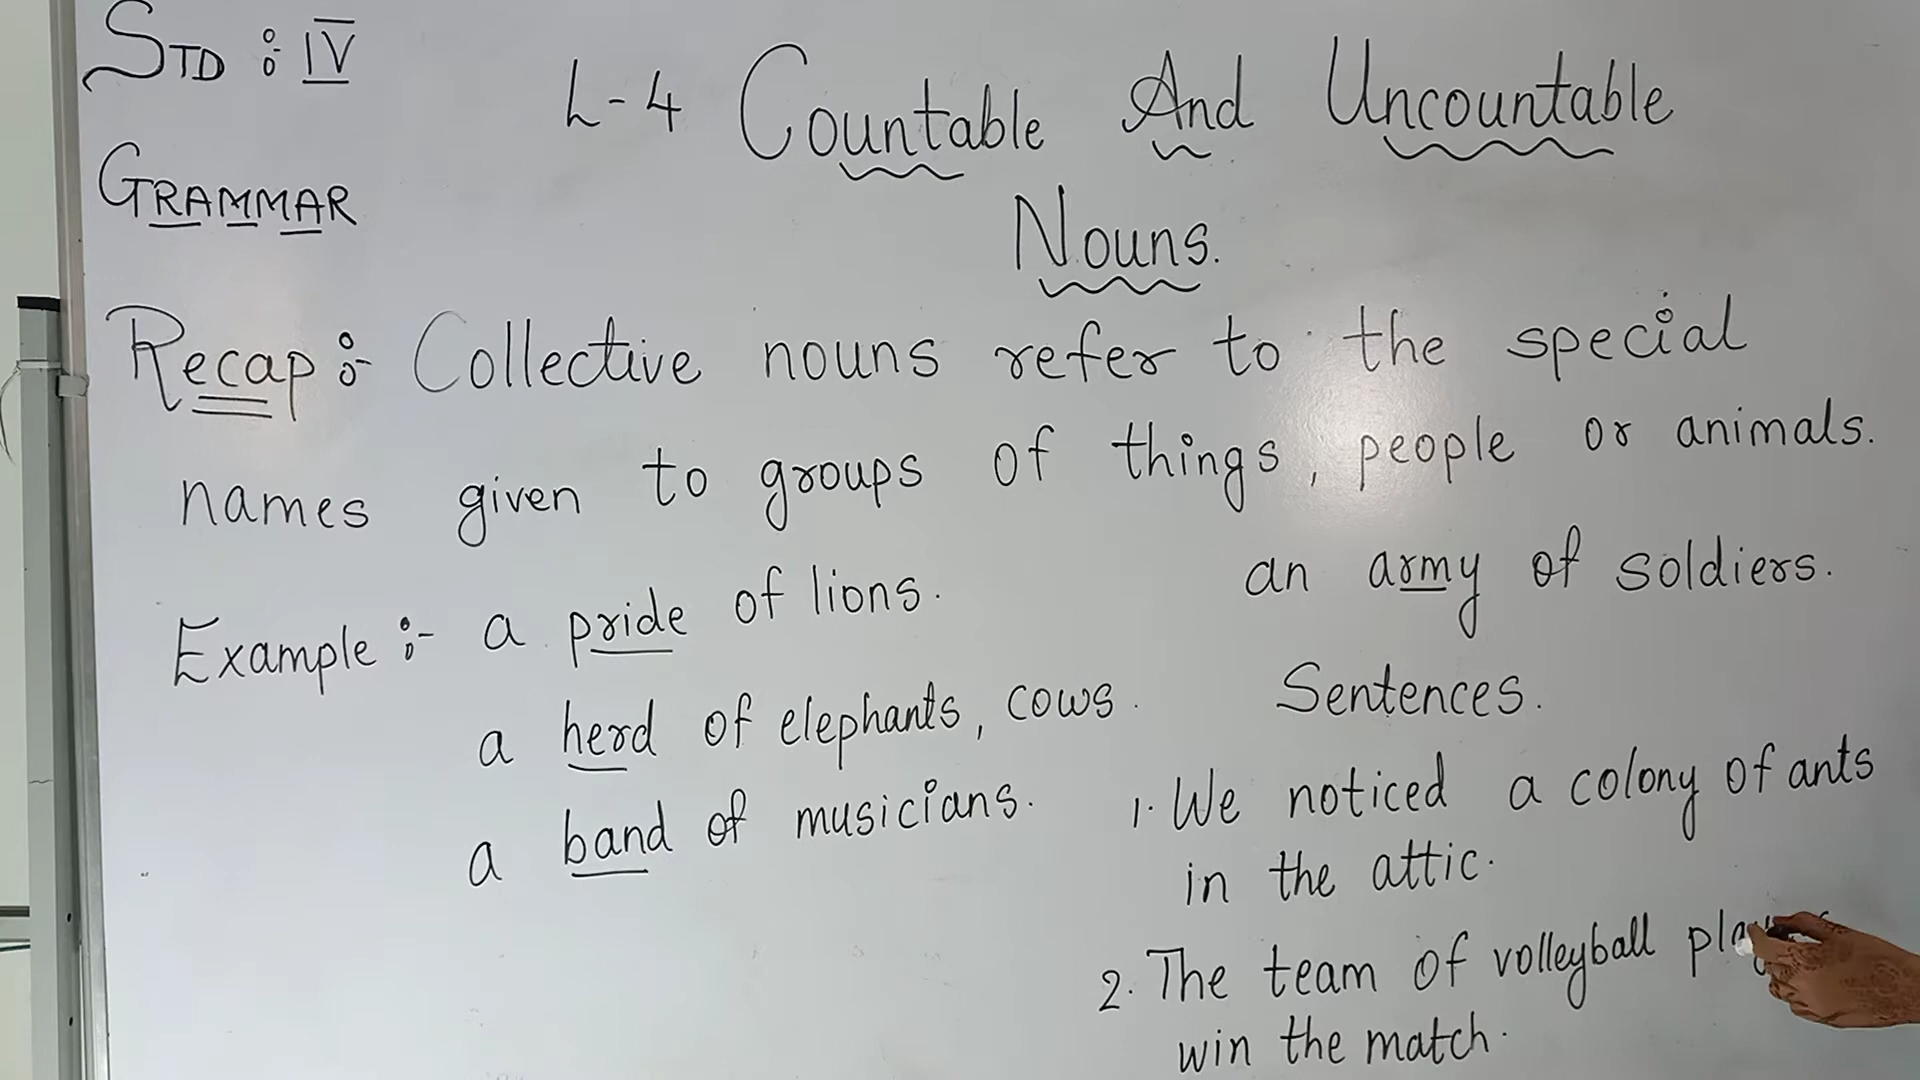 STD : IV
L-4 Countable And Uncountable
Nouns.
GRAMMAR
Recap :- Collective nouns refer to the special
names given to groups of things, people or animals.
Example :- a pride of lions.
a herd of elephants, cows.
a band of musicians.
an army of soldiers.
Sentences.
1. We noticed a colony of ants
in the attic.
2. The team of volleyball
win the match.